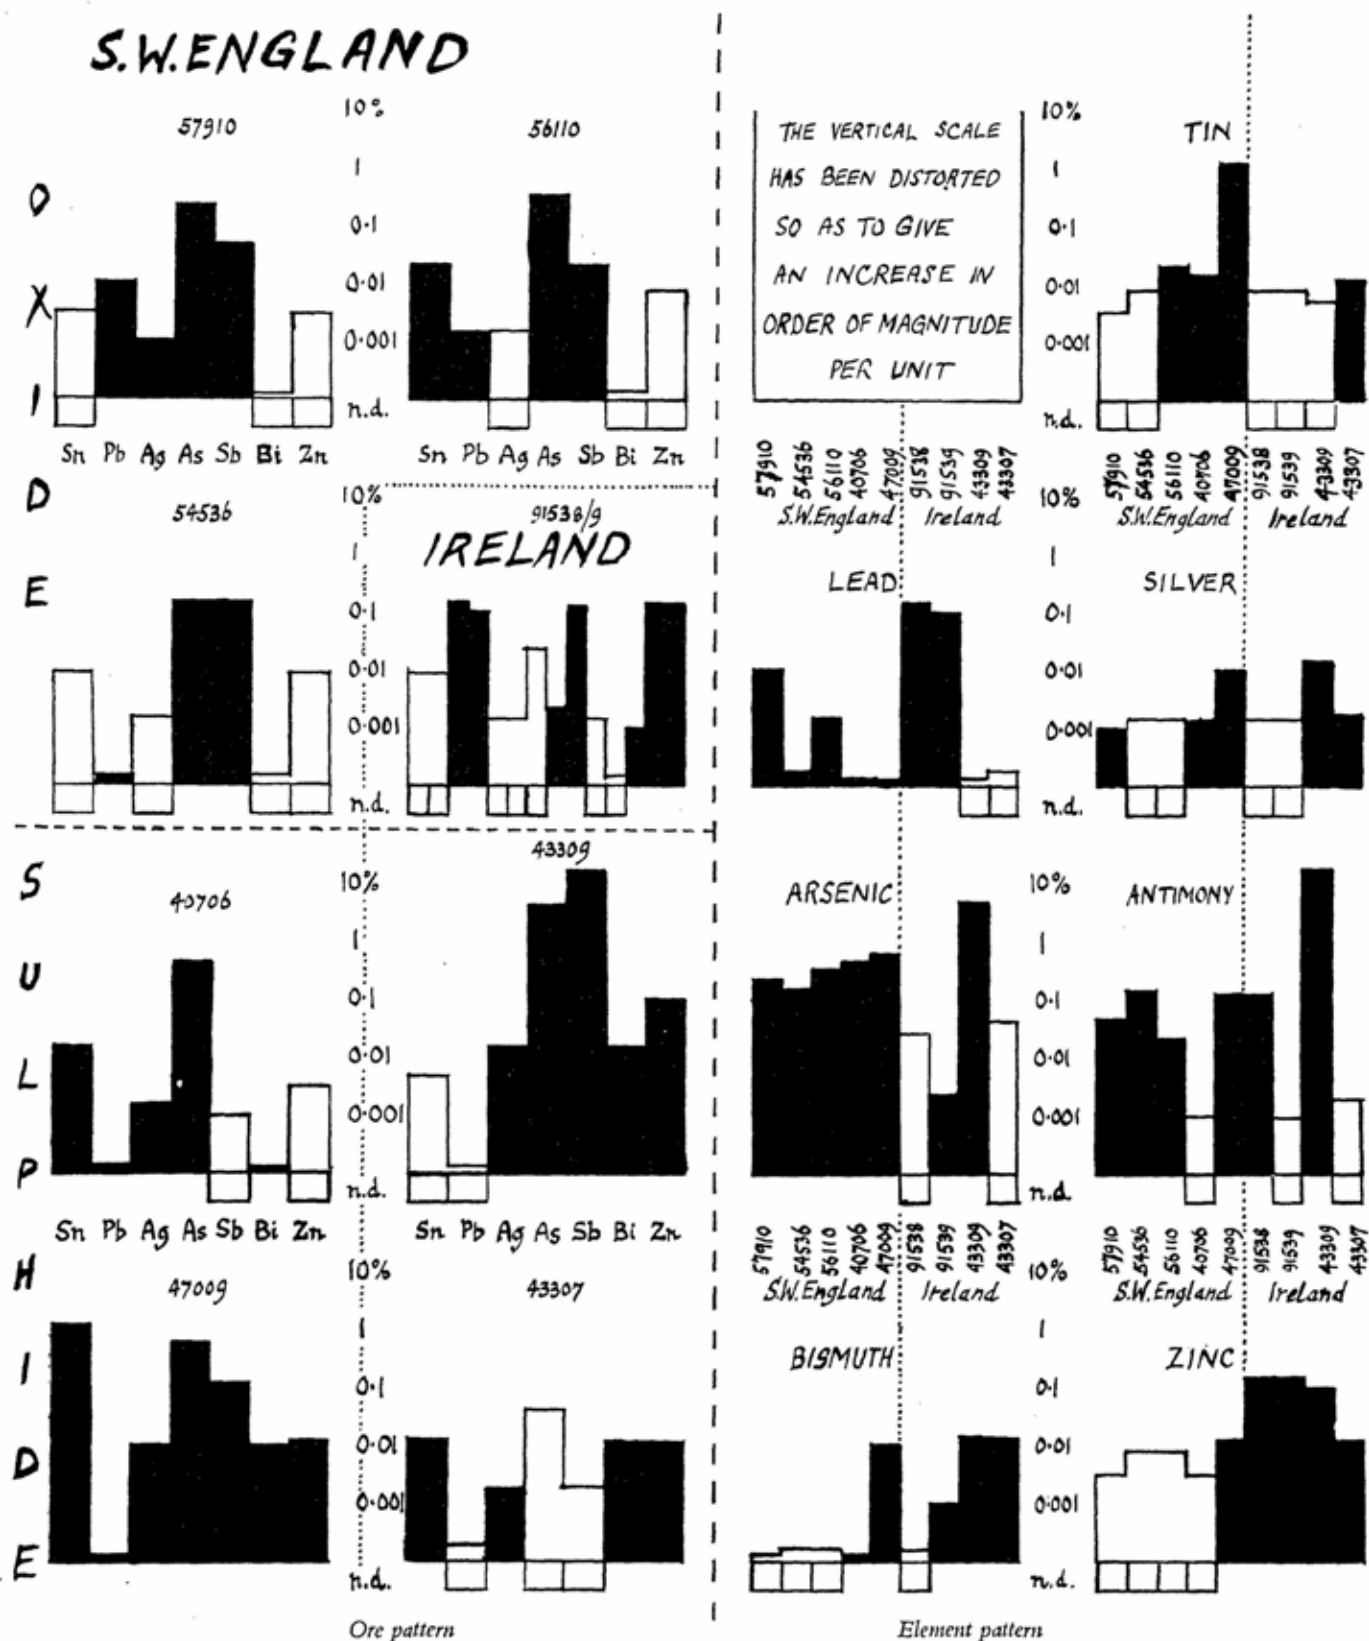 S.W.ENGLAND
57910
10%
56110
1
0·1
0·01
0·001
n.d.
Sn Pb Ag As Sb Bi Zn
Sn Pb Ag As Sb Bi Zn
OXIDE
54536
10%
91538/9
IRELAND
1
0·1
0·01
0·001
n.d.
SULPHIDE
40706
10%
43309
1
0·1
0·01
0·001
n.d.
Sn Pb Ag As Sb Bi Zn
Sn Pb Ag As Sb Bi Zn
47009
10%
43307
1
0·1
0·01
0·001
n.d.
Ore pattern
THE VERTICAL SCALE
HAS BEEN DISTORTED
SO AS TO GIVE
AN INCREASE IN
ORDER OF MAGNITUDE
PER UNIT
10%
TIN
1
0·1
0·01
0·001
n.d.
57910 54536 56110 40706 47009 91538 91539 43309 43307
S.W.England Ireland
57910 54536 56110 40706 47009 91538 91539 43309 43307
S.W.England Ireland
10%
LEAD
SILVER
1
0·1
0·01
0·001
n.d.
ARSENIC
10%
ANTIMONY
1
0·1
0·01
0·001
n.d.
57910 54536 56110 40706 47009 91538 91539 43309 43307
S.W.England Ireland
57910 54536 56110 40706 47009 91538 91539 43309 43307
S.W.England Ireland
10%
BISMUTH
ZINC
1
0·1
0·01
0·001
n.d.
Element pattern